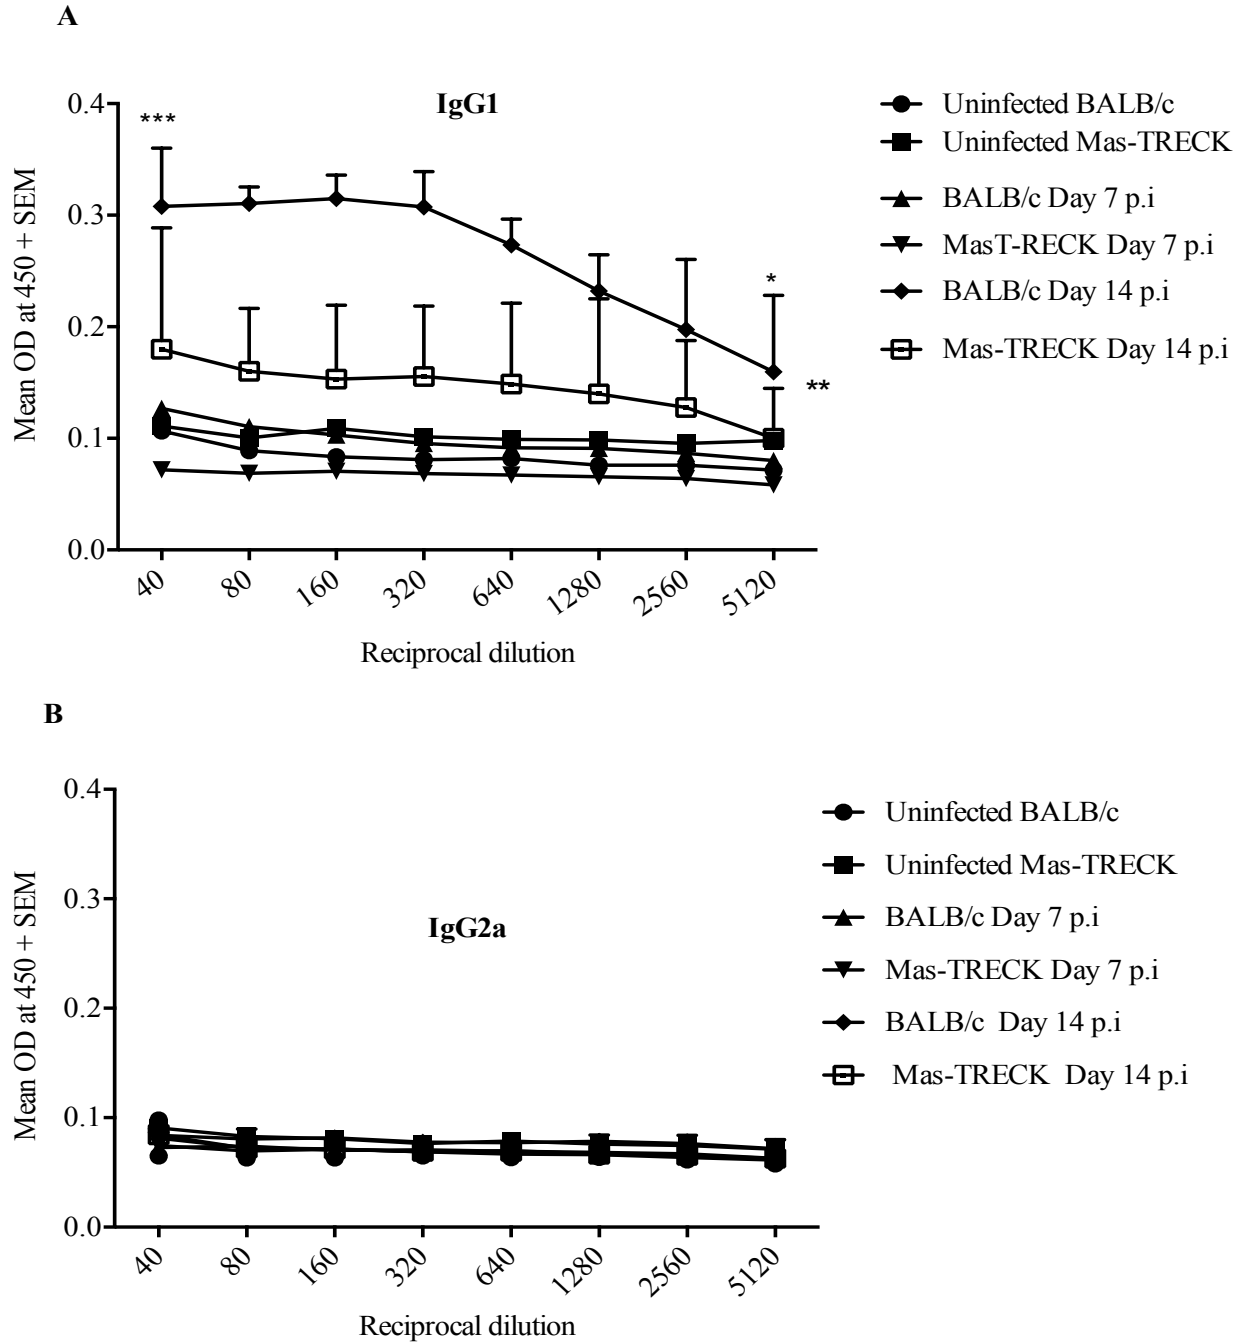 A
IgG1
Mean OD at 450 + SEM
0.4
0.3
0.2
0.1
0.0
***
*
**
40 80 160 320 640 1280 2560 5120
Reciprocal dilution
Uninfected BALB/c
Uninfected Mas-TRECK
BALB/c Day 7 p.i
MasT-RECK Day 7 p.i
BALB/c Day 14 p.i
Mas-TRECK Day 14 p.i
B
IgG2a
Mean OD at 450 + SEM
0.4
0.3
0.2
0.1
0.0
40 80 160 320 640 1280 2560 5120
Reciprocal dilution
Uninfected BALB/c
Uninfected Mas-TRECK
BALB/c Day 7 p.i
Mas-TRECK Day 7 p.i
BALB/c Day 14 p.i
Mas-TRECK Day 14 p.i